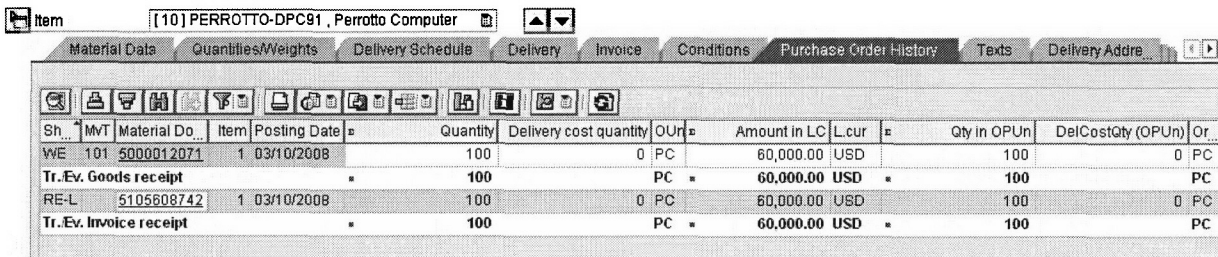 Item [10] PERROTTO-DPC91 , Perrotto Computer
Material Data Quantities/Weights Delivery Schedule Delivery Invoice Conditions Purchase Order History Texts Delivery Addre...
Sh... MvT Material Do... Item Posting Date Quantity Delivery cost quantity OUn Amount in LC L.cur Qty in OPUn DelCostQty (OPUn) Or...
WE 101 5000012071 1 03/10/2008 100 0 PC 60,000.00 USD 100 0 PC
Tr./Ev. Goods receipt 100 PC 60,000.00 USD 100 PC
RE-L 5105608742 1 03/10/2008 100 0 PC 60,000.00 USD 100 0 PC
Tr./Ev. Invoice receipt 100 PC 60,000.00 USD 100 PC